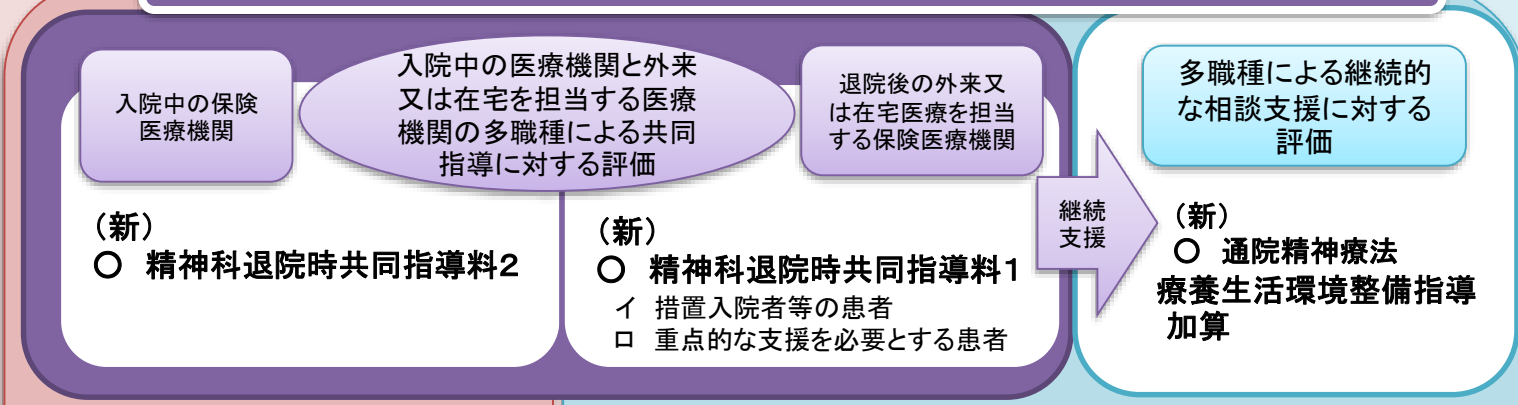 入院中の保険
医療機関
入院中の医療機関と外来
又は在宅を担当する医療
機関の多職種による共同
指導に対する評価
退院後の外来又
は在宅医療を担当
する保険医療機関
(新)
○ 精神科退院時共同指導料2
(新)
○ 精神科退院時共同指導料1
イ 措置入院者等の患者
ロ 重点的な支援を必要とする患者
継続
支援
多職種による継続的
な相談支援に対する
評価
(新)
○ 通院精神療法
療養生活環境整備指導
加算